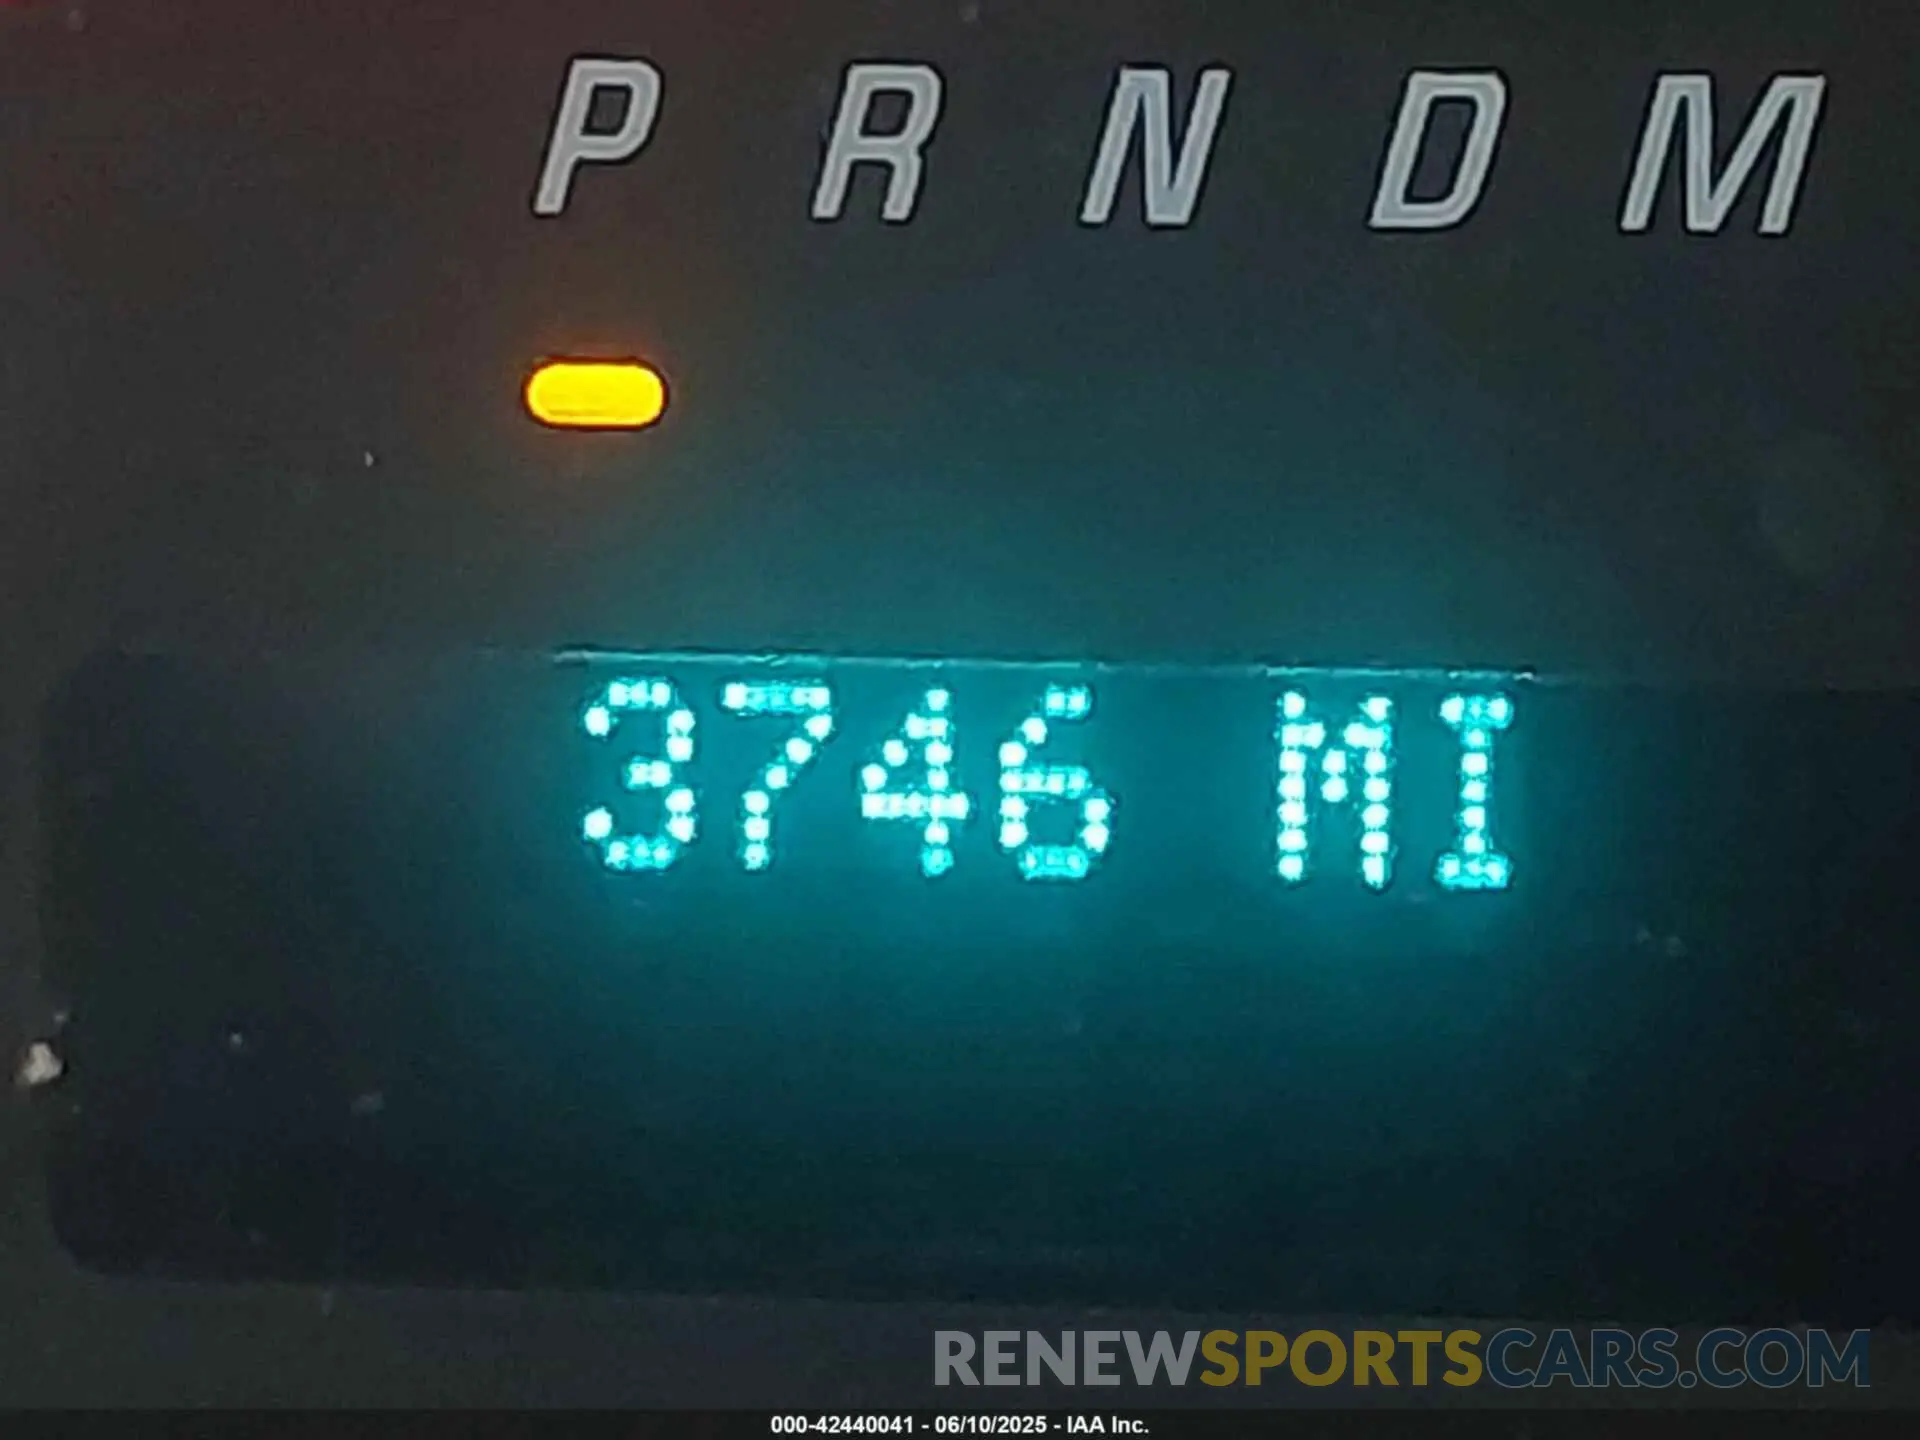 P R N D M
3746 MI
RENEWSPORTSCARS.COM
000-42440041 - 06/10/2025 - IAA Inc.